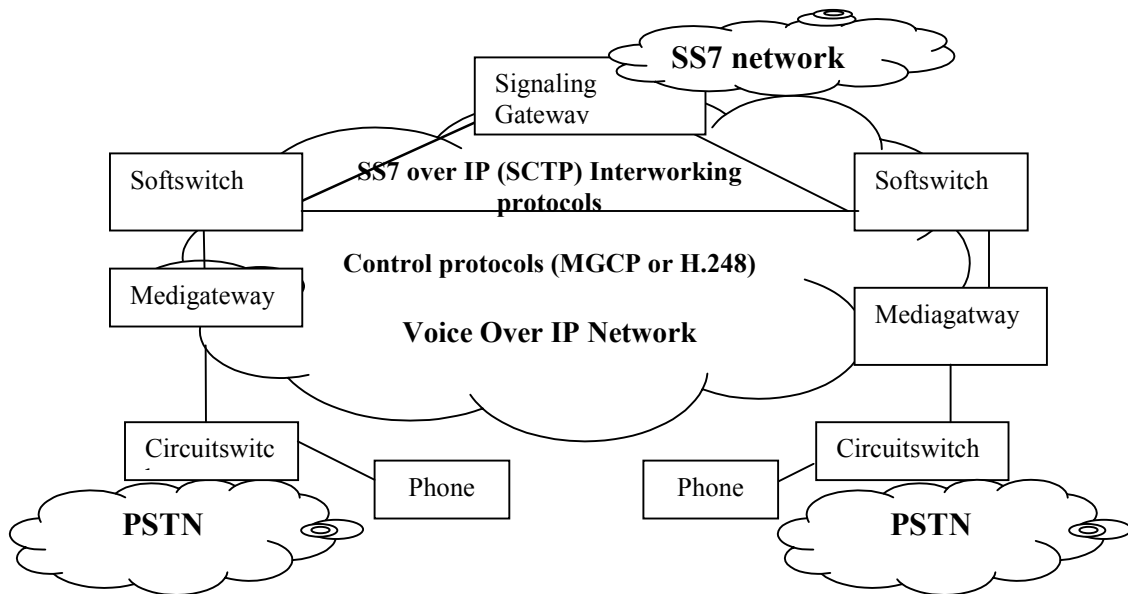 SS7 network
Signaling
Gateway
SS7 over IP (SCTP) Interworking
protocols
Softswitch
Softswitch
Control protocols (MGCP or H.248)
Medigateway
Mediagatway
Voice Over IP Network
Circuitswitc
Circuitswitch
Phone
Phone
PSTN
PSTN